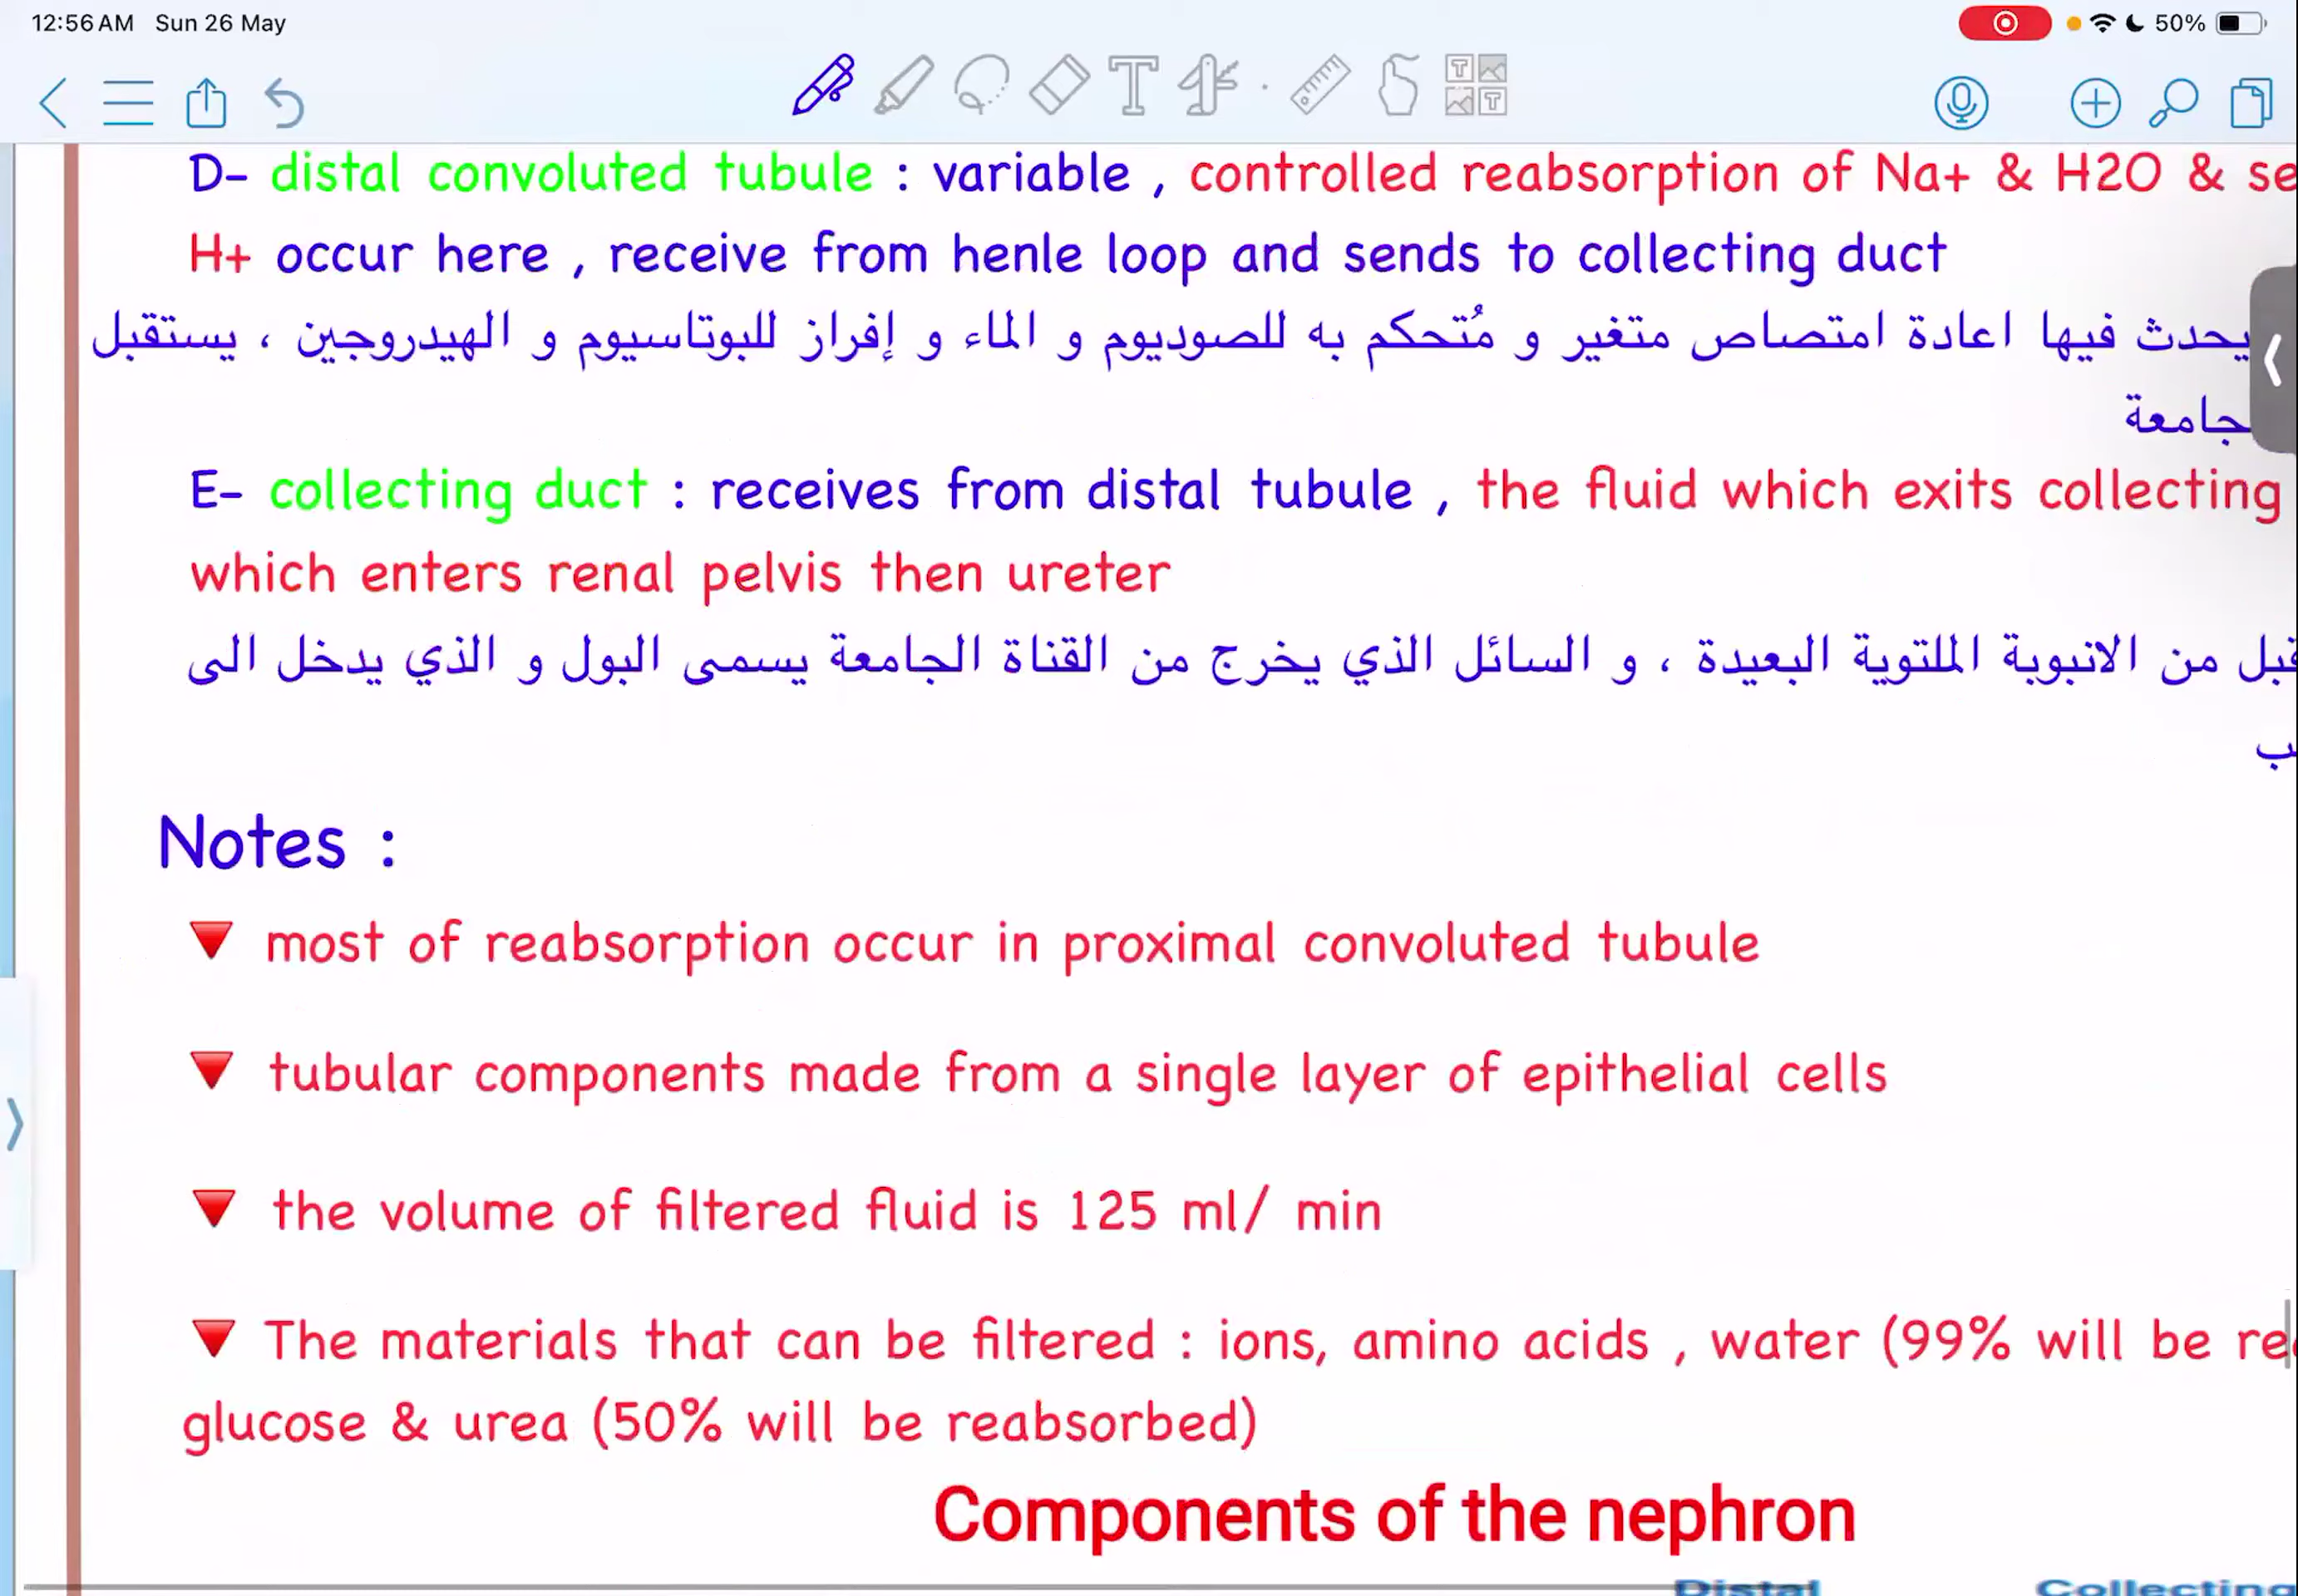 12:56 AM Sun 26 May
50%
D- distal convoluted tubule : variable , controlled reabsorption of Na+ & H2O &
H+ occur here , receive from henle loop and sends to collecting duct
يحدث فيها اعادة امتصاص متغير و مُتحكم به للصوديوم و الماء و إفراز للبوتاسيوم و الهيدروجين ، يستقبل
E- collecting duct : receives from distal tubule , the fluid which exits collecting
which enters renal pelvis then ureter
من الانبوبة الملتوية البعيدة ، و السائل الذي يخرج من القناة الجامعة يسمى البول و الذي يدخل الى
Notes :
most of reabsorption occur in proximal convoluted tubule
tubular components made from a single layer of epithelial cells
the volume of filtered fluid is 125 ml/ min
The materials that can be filtered : ions, amino acids , water (99% will be
glucose & urea (50% will be reabsorbed)
Components of the nephron
Distal Collecting